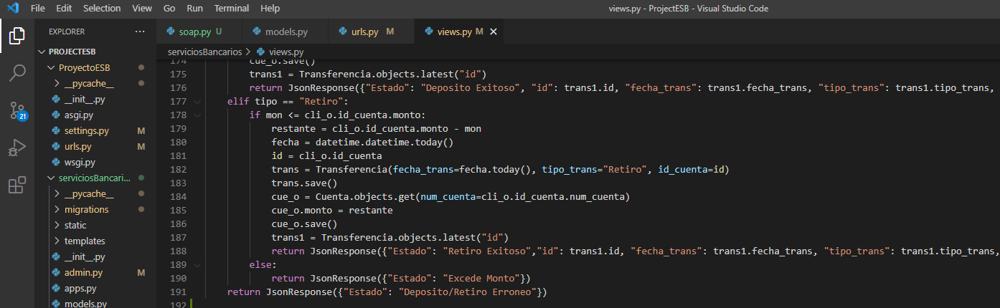 File Edit Selection View Go Run Terminal Help views.py - ProjectESB - Visual Studio Code
EXPLORER ...
soap.py U models.py urls.py M views.py M
PROJECTESB
serviciosBancarios > views.py
ProyectoESB
__pycache__
__init__.py
asgi.py
settings.py M
urls.py M
wsgi.py
serviciosBancari...
__pycache__
migrations
static
templates
__init__.py
admin.py M
apps.py
models.py
21
174 cue_o.save()
175 trans1 = Transferencia.objects.latest("id")
176 return JsonResponse({"Estado": "Deposito Exitoso", "id": trans1.id, "fecha_trans": trans1.fecha_trans, "tipo_trans": trans1.tipo_trans,
177 elif tipo == "Retiro":
178 if mon <= cli_o.id_cuenta.monto:
179 restante = cli_o.id_cuenta.monto - mon
180 fecha = datetime.datetime.today()
181 id = cli_o.id_cuenta
182 trans = Transferencia(fecha_trans=fecha.today(), tipo_trans="Retiro", id_cuenta=id)
183 trans.save()
184 cue_o = Cuenta.objects.get(num_cuenta=cli_o.id_cuenta.num_cuenta)
185 cue_o.monto = restante
186 cue_o.save()
187 trans1 = Transferencia.objects.latest("id")
188 return JsonResponse({"Estado": "Retiro Exitoso","id": trans1.id, "fecha_trans": trans1.fecha_trans, "tipo_trans": trans1.tipo_trans,
189 else:
190 return JsonResponse({"Estado": "Excede Monto"})
191 return JsonResponse({"Estado": "Deposito/Retiro Erroneo"})
192